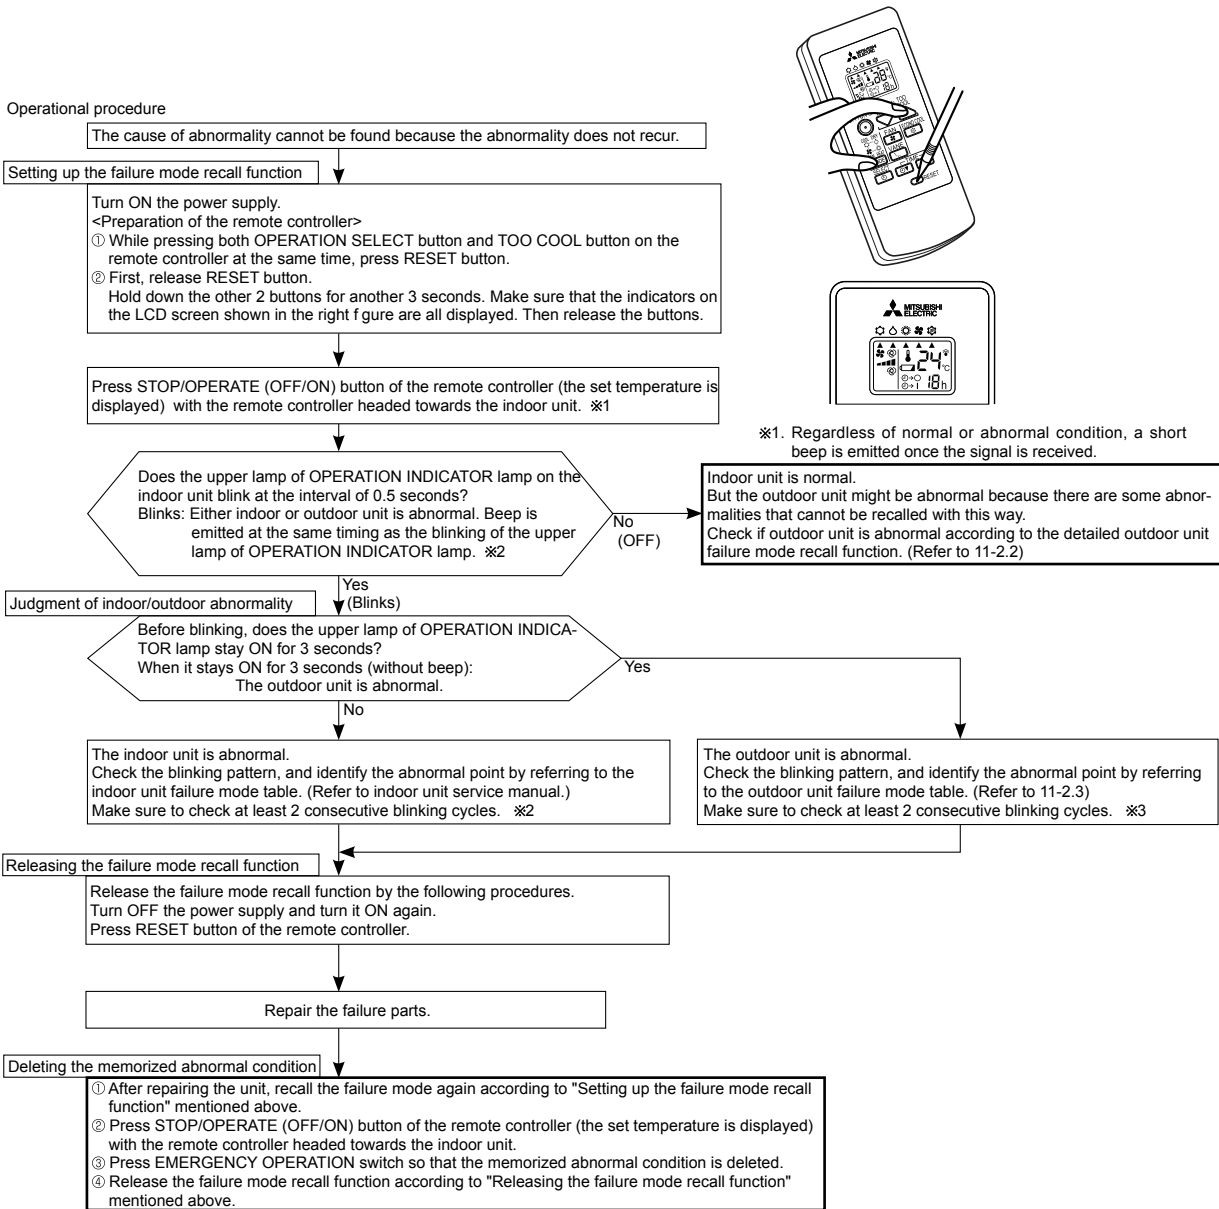 MITSUBISHI
ELECTRIC
TOO
COOL
FAN
ECONO COOL
VANE
TIME
SELECT
RESET
Operational procedure
The cause of abnormality cannot be found because the abnormality does not recur.
Setting up the failure mode recall function
Turn ON the power supply.
<Preparation of the remote controller>
① While pressing both OPERATION SELECT button and TOO COOL button on the
remote controller at the same time, press RESET button.
② First, release RESET button.
Hold down the other 2 buttons for another 3 seconds. Make sure that the indicators on
the LCD screen shown in the right f gure are all displayed. Then release the buttons.
MITSUBISHI
ELECTRIC
24°C
18h
Press STOP/OPERATE (OFF/ON) button of the remote controller (the set temperature is
displayed) with the remote controller headed towards the indoor unit. ※1
※1. Regardless of normal or abnormal condition, a short
beep is emitted once the signal is received.
Does the upper lamp of OPERATION INDICATOR lamp on the
indoor unit blink at the interval of 0.5 seconds?
Blinks: Either indoor or outdoor unit is abnormal. Beep is
emitted at the same timing as the blinking of the upper
lamp of OPERATION INDICATOR lamp. ※2
No
(OFF)
Indoor unit is normal.
But the outdoor unit might be abnormal because there are some abnor-
malities that cannot be recalled with this way.
Check if outdoor unit is abnormal according to the detailed outdoor unit
failure mode recall function. (Refer to 11-2.2)
Yes
(Blinks)
Judgment of indoor/outdoor abnormality
Before blinking, does the upper lamp of OPERATION INDICA-
TOR lamp stay ON for 3 seconds?
When it stays ON for 3 seconds (without beep):
The outdoor unit is abnormal.
Yes
No
The indoor unit is abnormal.
Check the blinking pattern, and identify the abnormal point by referring to the
indoor unit failure mode table. (Refer to indoor unit service manual.)
Make sure to check at least 2 consecutive blinking cycles. ※2
The outdoor unit is abnormal.
Check the blinking pattern, and identify the abnormal point by referring
to the outdoor unit failure mode table. (Refer to 11-2.3)
Make sure to check at least 2 consecutive blinking cycles. ※3
Releasing the failure mode recall function
Release the failure mode recall function by the following procedures.
Turn OFF the power supply and turn it ON again.
Press RESET button of the remote controller.
Repair the failure parts.
Deleting the memorized abnormal condition
① After repairing the unit, recall the failure mode again according to "Setting up the failure mode recall
function" mentioned above.
② Press STOP/OPERATE (OFF/ON) button of the remote controller (the set temperature is displayed)
with the remote controller headed towards the indoor unit.
③ Press EMERGENCY OPERATION switch so that the memorized abnormal condition is deleted.
④ Release the failure mode recall function according to "Releasing the failure mode recall function"
mentioned above.